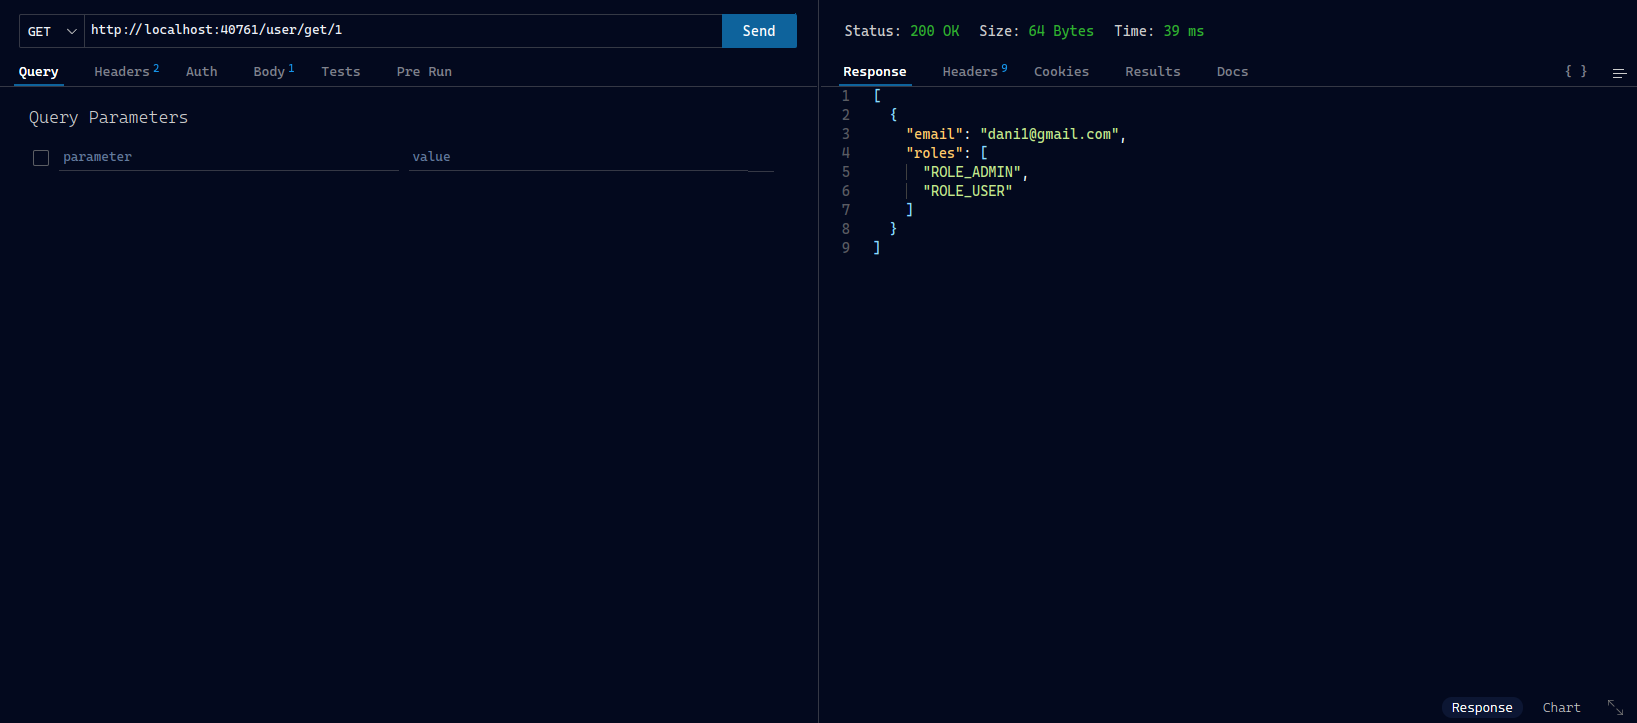 GET http://localhost:40761/user/get/1 Send
Query Headers 2 Auth Body 1 Tests Pre Run
Query Parameters
parameter value
Status: 200 OK Size: 64 Bytes Time: 39 ms
Response Headers 9 Cookies Results Docs { }
1 [
2 {
3 "email": "dani1@gmail.com",
4 "roles": [
5 "ROLE_ADMIN",
6 "ROLE_USER"
7 ]
8 }
9 ]
Response Chart